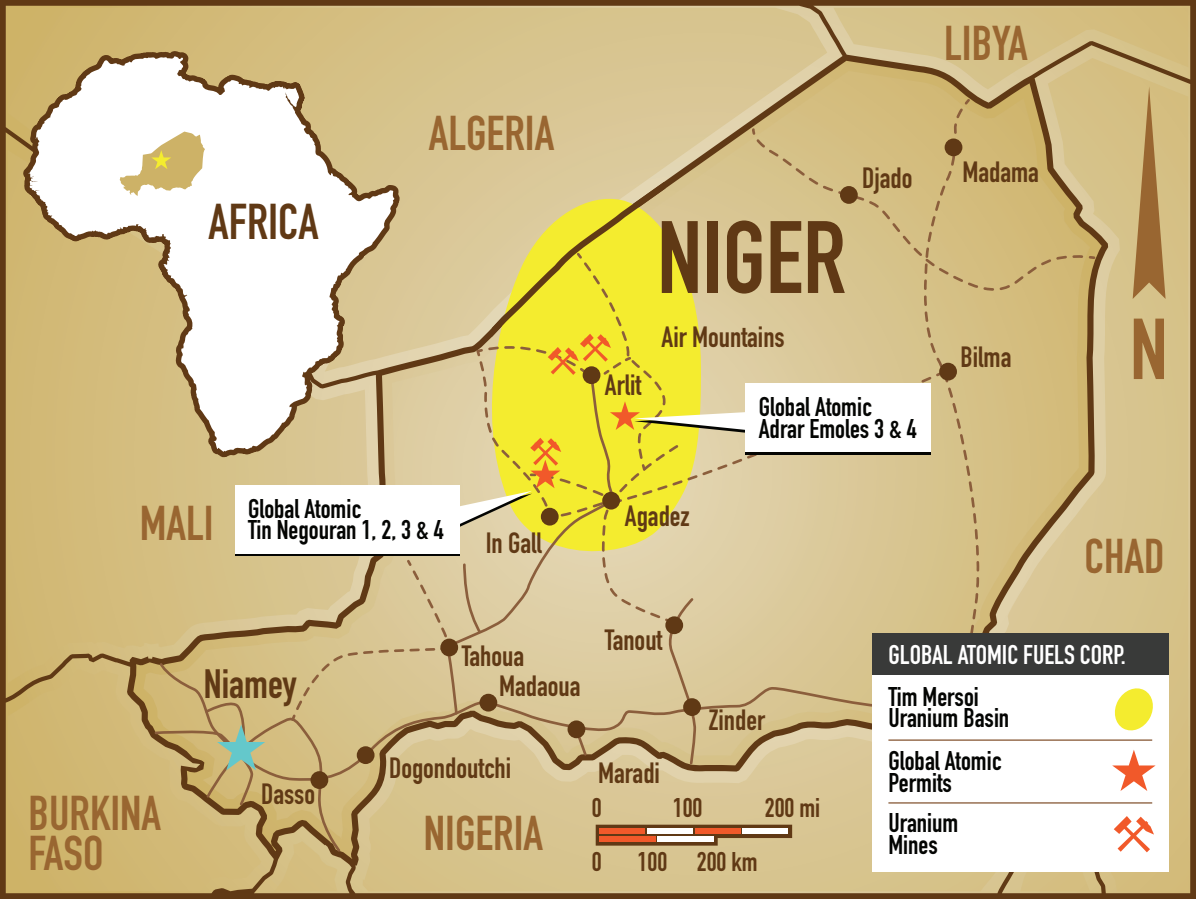 LIBYA
ALGERIA
Madama
Djado
AFRICA
NIGER
N
Air Mountains
Bilma
Arlit
Global Atomic
Adrar Emoles 3 & 4
Global Atomic
Tin Negouran 1, 2, 3 & 4
MALI
Agadez
In Gall
CHAD
Tanout
Tahoua
Niamey
Madaoua
Zinder
Dogondoutchi
Maradi
Dasso
BURKINA
FASO
NIGERIA
0 100 200 mi
0 100 200 km
GLOBAL ATOMIC FUELS CORP.
Tim Mersoi
Uranium Basin
Global Atomic
Permits
Uranium
Mines